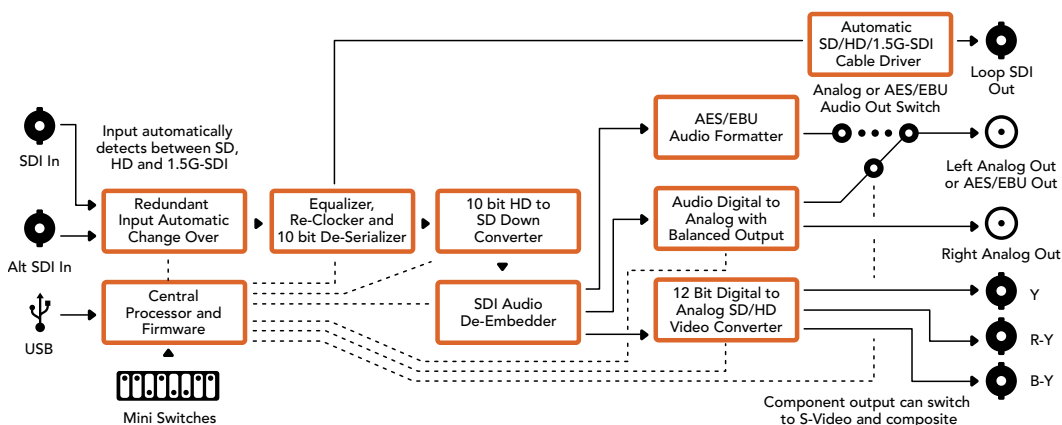 Automatic
SD/HD/1.5G-SDI
Cable Driver
Loop SDI
Out
Analog or AES/EBU
Audio Out Switch
SDI In
Input automatically
detects between SD,
HD and 1.5G-SDI
AES/EBU
Audio Formatter
Left Analog Out
or AES/EBU Out
Alt SDI In
Redundant
Input Automatic
Change Over
Equalizer,
Re-Clocker and
10 bit De-Serializer
10 bit HD to
SD Down
Converter
Audio Digital to
Analog with
Balanced Output
Right Analog Out
USB
Central
Processor and
Firmware
SDI Audio
De-Embedder
12 Bit Digital to
Analog SD/HD
Video Converter
Y
R-Y
B-Y
Mini Switches
Component output can switch
to S-Video and composite